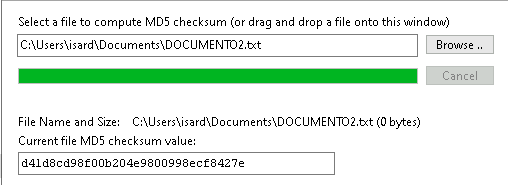 Select a file to compute MD5 checksum (or drag and drop a file onto this window)
C:\Users\isard\Documents\DOCUMENTO2.txt
Browse ..
Cancel
File Name and Size: C:\Users\isard\Documents\DOCUMENTO2.txt (0 bytes)
Current file MD5 checksum value:
d41d8cd98f00b204e9800998ecf8427e